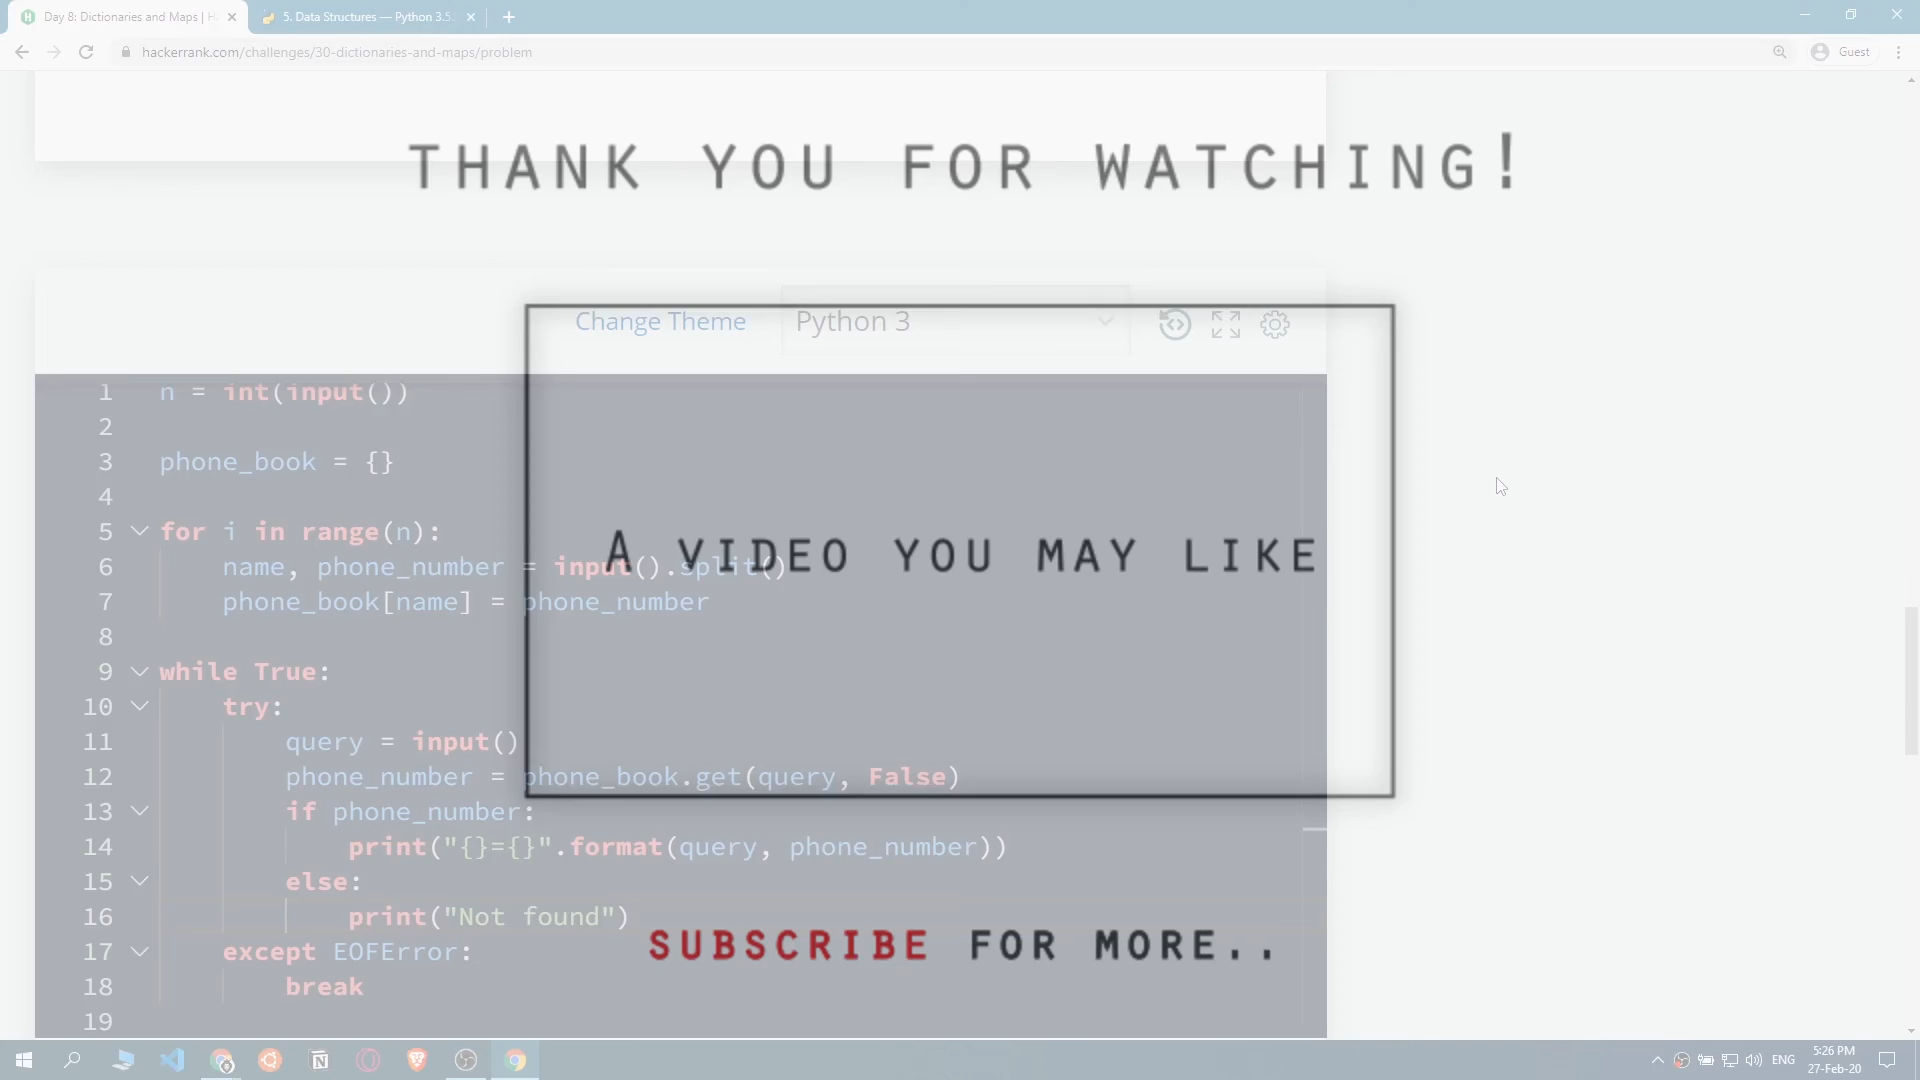 Day 8: Dictionaries and Maps | H
5. Data Structures — Python 3.5.
hackerrank.com/challenges/30-dictionaries-and-maps/problem
Guest
THANK YOU FOR WATCHING!
Change Theme
Python 3
1 n = int(input())
2
3 phone_book = {}
4
5 for i in range(n):
6 name, phone_number = input().split()
7 phone_book[name] = phone_number
A VIDEO YOU MAY LIKE
8
9 while True:
10 try:
11 query = input()
12 phone_number = phone_book.get(query, False)
13 if phone_number:
14 print("{}={}".format(query, phone_number))
15 else:
16 print("Not found")
SUBSCRIBE FOR MORE..
17 except EOFError:
18 break
19
ENG
5:26 PM
27-Feb-20